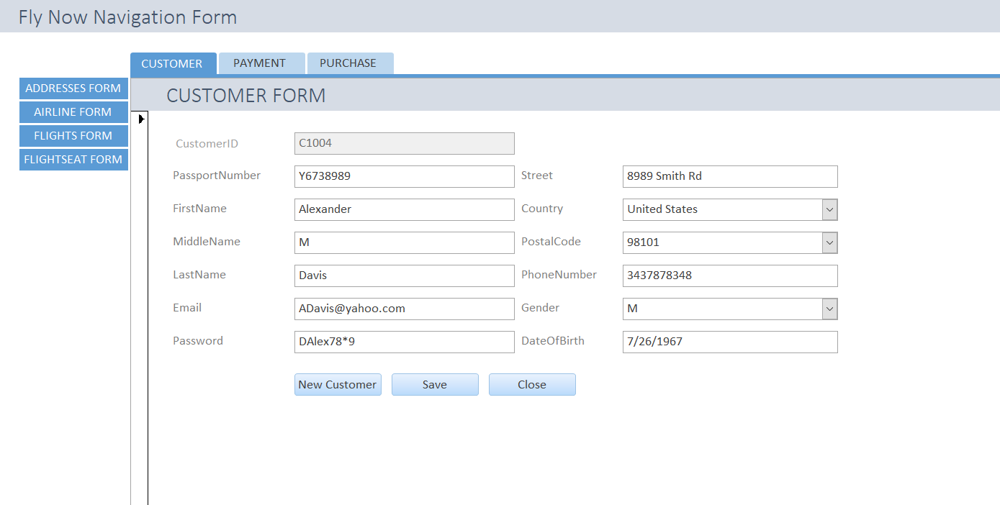 Fly Now Navigation Form
CUSTOMER PAYMENT PURCHASE
ADDRESSES FORM
AIRLINE FORM
FLIGHTS FORM
FLIGHTSEAT FORM
CUSTOMER FORM
CustomerID C1004
PassportNumber Y6738989 Street 8989 Smith Rd
FirstName Alexander Country United States
MiddleName M PostalCode 98101
LastName Davis PhoneNumber 3437878348
Email ADavis@yahoo.com Gender M
Password DAlex78*9 DateOfBirth 7/26/1967
New Customer Save Close